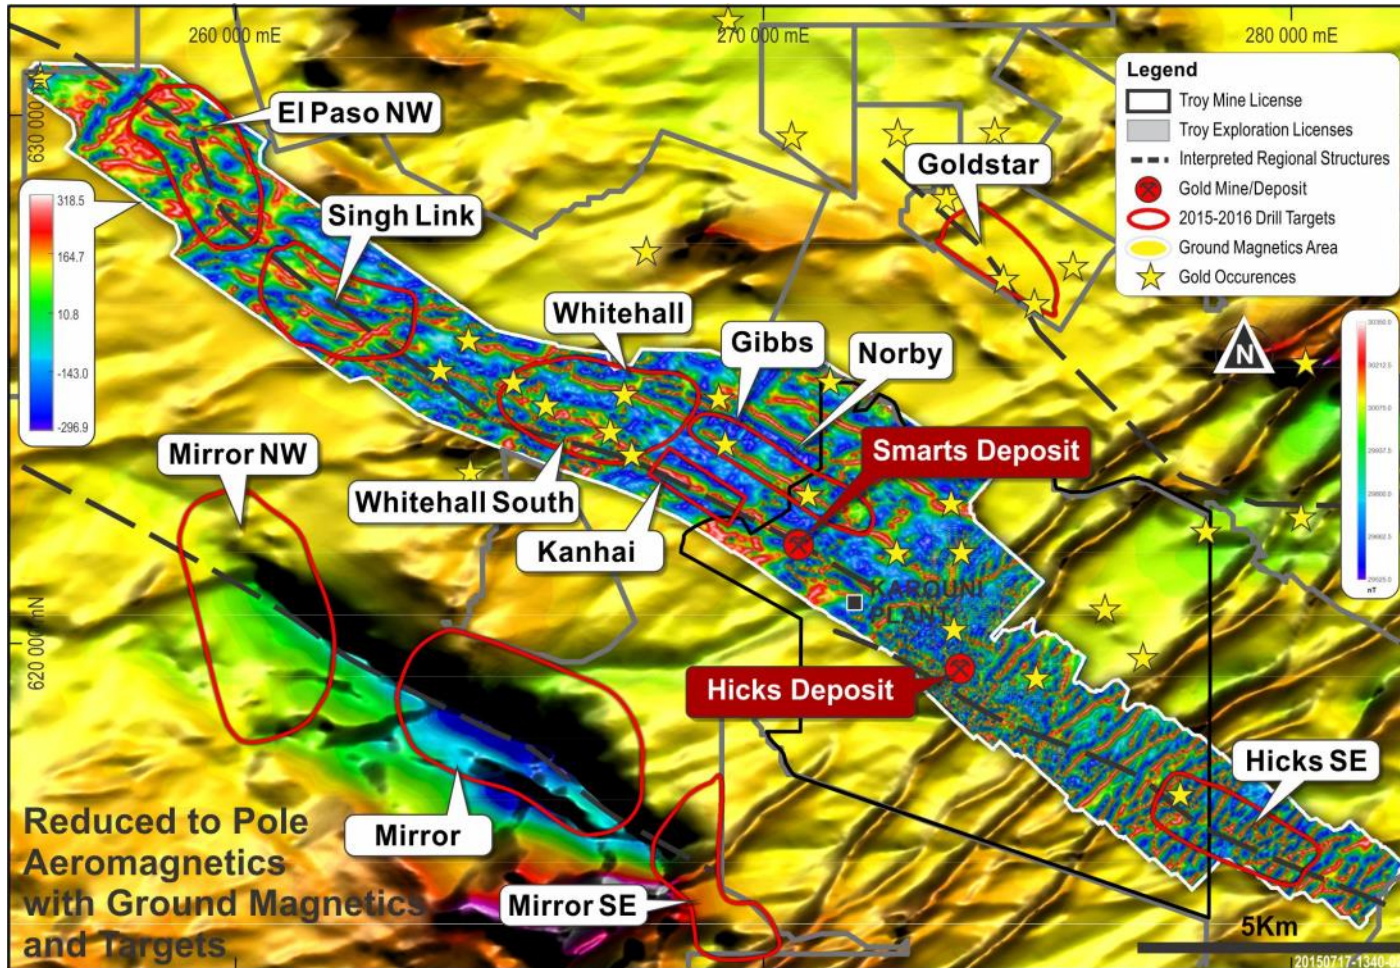 260 000 mE
270 000 mE
280 000 mE
630 000 mN
620 000 mN
Legend
Troy Mine License
Troy Exploration Licenses
Interpreted Regional Structures
Gold Mine/Deposit
2015-2016 Drill Targets
Ground Magnetics Area
Gold Occurences
El Paso NW
Goldstar
Singh Link
318.5
164.7
10.8
-143.0
-296.9
Whitehall
Gibbs
Norby
N
Smarts Deposit
Mirror NW
Whitehall South
Kanhai
KAROUNI
PLANT
Hicks Deposit
Hicks SE
Mirror
Mirror SE
Reduced to Pole
Aeromagnetics
with Ground Magnetics
and Targets
5Km
nT